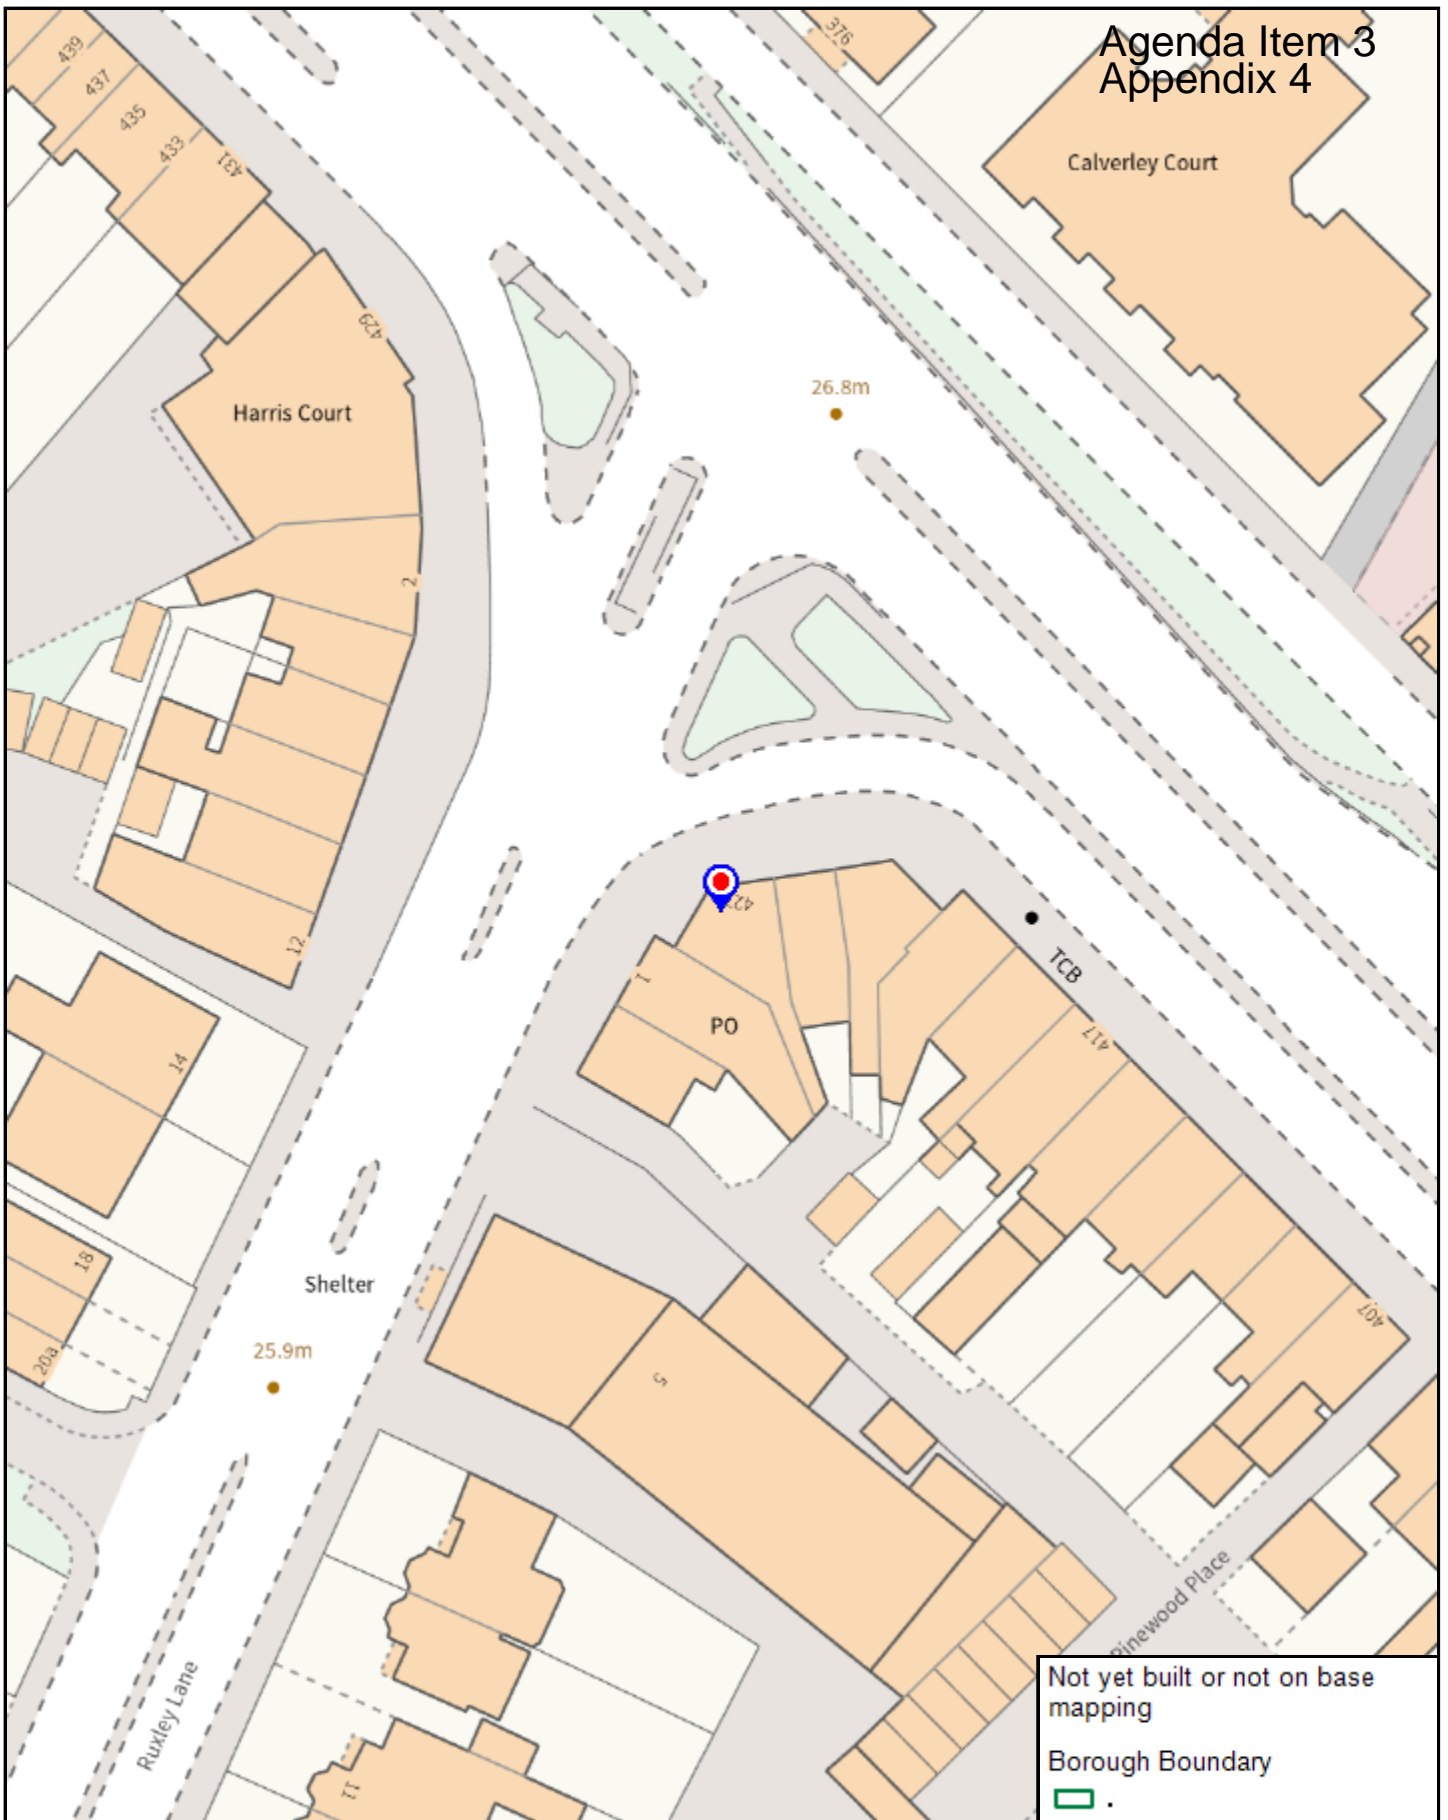 Agenda Item 3
Appendix 4
376
439
437
435
433
431
Calverley Court
429
Harris Court
26.8m
2
12
1
PO
TCB
417
14
18
Shelter
20a
25.9m
5
407
Pinewood Place
Ruxley Lane
11
Not yet built or not on base
mapping
Borough Boundary
.